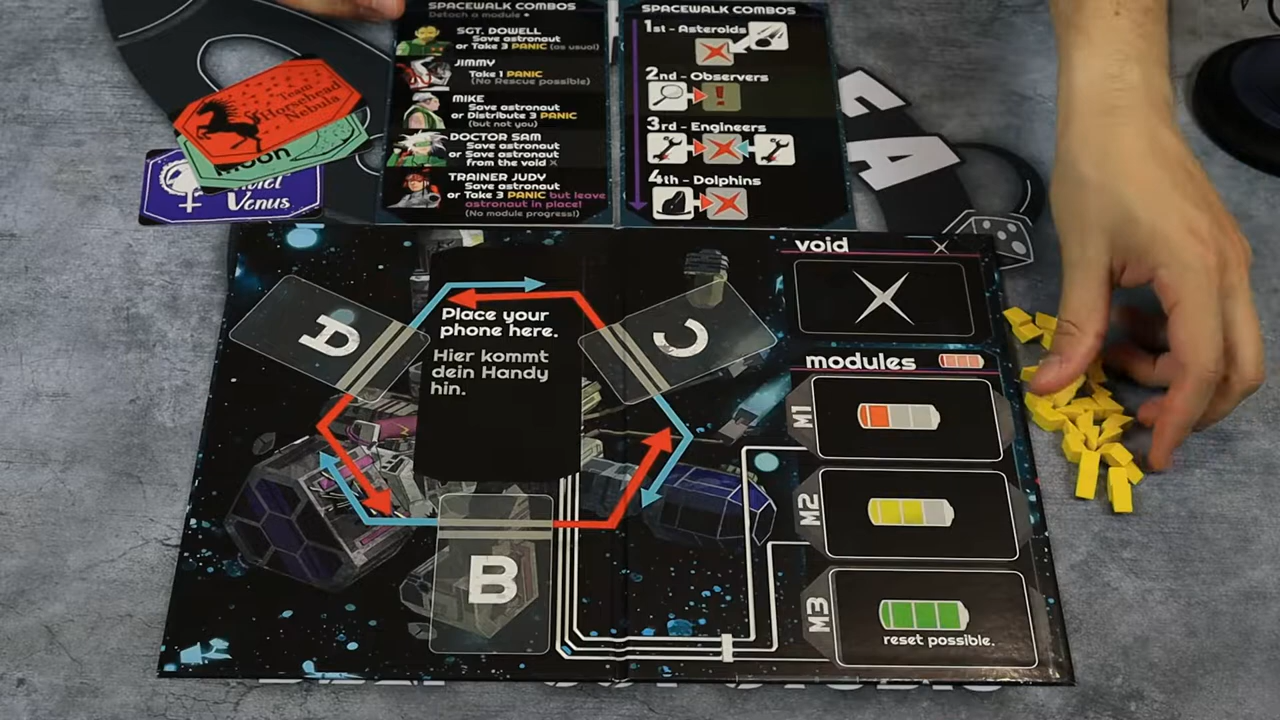 SPACEWALK COMBOS
Detach a module
SGT. DOWELL
Save astronaut
or Take 3 PANIC (as usual)
JIMMY
Take 1 PANIC
(No Rescue possible)
MIKE
Save astronaut
or Distribute 3 PANIC
(but not you)
DOCTOR SAM
Save astronaut
or Save astronaut
from the void
TRAINER JUDY
Save astronaut
or Take 3 PANIC but leave
astronaut in place!
(No module progress!)
SPACEWALK COMBOS
1st - Asteroids
2nd - Observers
!
3rd - Engineers
4th - Dolphins
Team
Horsehead
Nebula
Moon
Venus
A
void
Place your
phone here.
Hier kommt
dein Handy
hin.
A
C
B
modules
M1
M2
M3
reset possible.